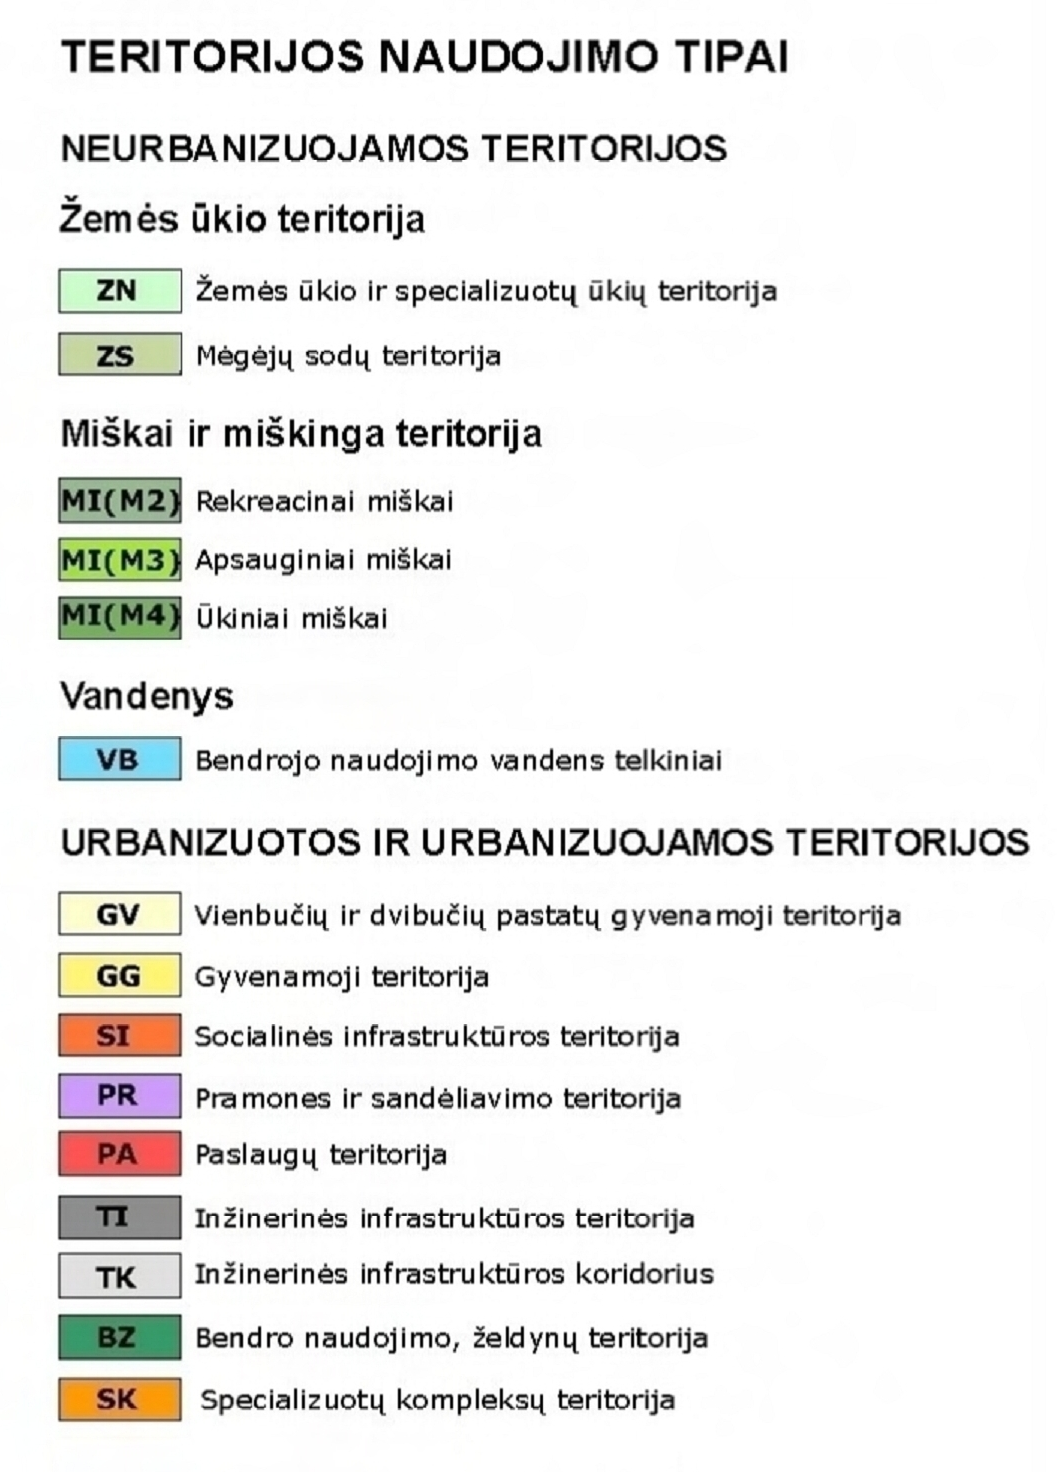 TERITORIJOS NAUDOJIMO TIPAI
NEURBANIZUOJAMOS TERITORIJOS
Žemės ūkio teritorija
ZN Žemės ūkio ir specializuotų ūkių teritorija
ZS Mėgėjų sodų teritorija
Miškai ir miškinga teritorija
MI(M2) Rekreacinai miškai
MI(M3) Apsauginiai miškai
MI(M4) Ūkiniai miškai
Vandenys
VB Bendrojo naudojimo vandens telkiniai
URBANIZUOTOS IR URBANIZUOJAMOS TERITORIJOS
GV Vienbučių ir dvibučių pastatų gyvenamoji teritorija
GG Gyvenamoji teritorija
SI Socialinės infrastruktūros teritorija
PR Pramones ir sandėliavimo teritorija
PA Paslaugų teritorija
TI Inžinerinės infrastruktūros teritorija
TK Inžinerinės infrastruktūros koridorius
BZ Bendro naudojimo, želdynų teritorija
SK Specializuotų kompleksų teritorija